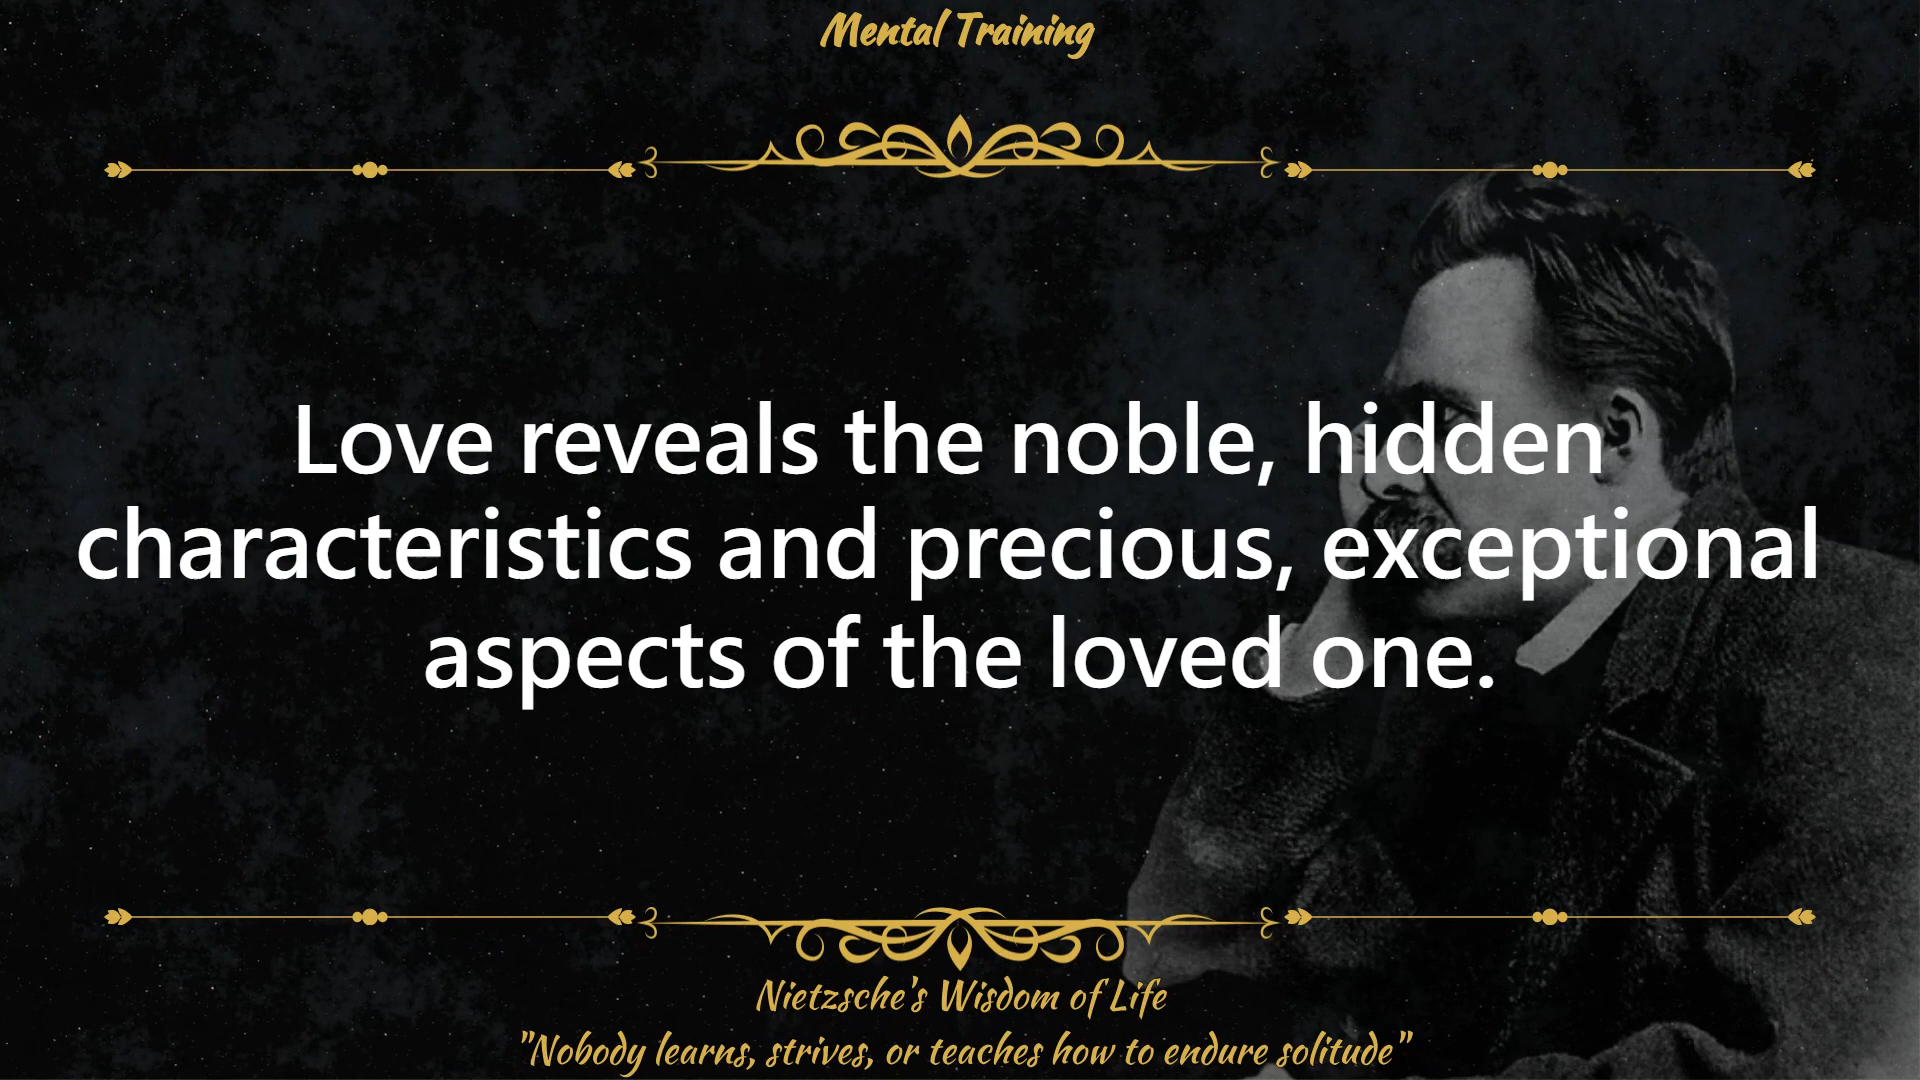 Mental Training
Love reveals the noble, hidden
characteristics and precious, exceptional
aspects of the loved one.
Nietzsche's Wisdom of Life
"Nobody learns, strives, or teaches how to endure solitude"